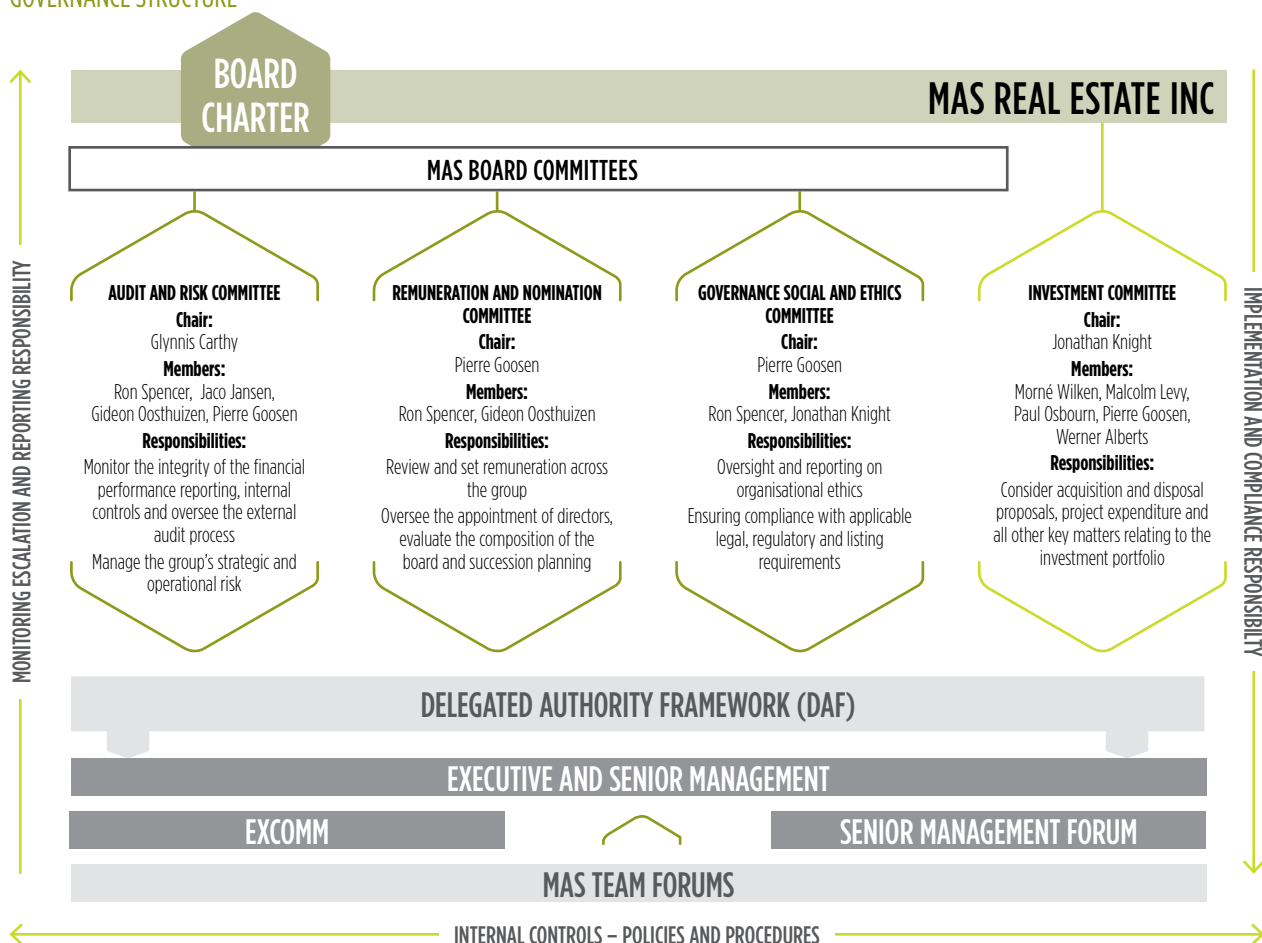 GOVERNANCE STRUCTURE
BOARD
CHARTER
MAS REAL ESTATE INC
MAS BOARD COMMITTEES
MONITORING ESCALATION AND REPORTING RESPONSIBILITY
AUDIT AND RISK COMMITTEE
Chair:
Glynnis Carthy
Members:
Ron Spencer, Jaco Jansen,
Gideon Oosthuizen, Pierre Goosen
Responsibilities:
Monitor the integrity of the financial
performance reporting, internal
controls and oversee the external
audit process
Manage the group's strategic and
operational risk
REMUNERATION AND NOMINATION
COMMITTEE
Chair:
Pierre Goosen
Members:
Ron Spencer, Gideon Oosthuizen
Responsibilities:
Review and set remuneration across
the group
Oversee the appointment of directors,
evaluate the composition of the
board and succession planning
GOVERNANCE SOCIAL AND ETHICS
COMMITTEE
Chair:
Pierre Goosen
Members:
Ron Spencer, Jonathan Knight
Responsibilities:
Oversight and reporting on
organisational ethics
Ensuring compliance with applicable
legal, regulatory and listing
requirements
INVESTMENT COMMITTEE
Chair:
Jonathan Knight
Members:
Morné Wilken, Malcolm Levy,
Paul Osbourn, Pierre Goosen,
Werner Alberts
Responsibilities:
Consider acquisition and disposal
proposals, project expenditure and
all other key matters relating to the
investment portfolio
IMPLEMENTATION AND COMPLIANCE RESPONSIBILTY
DELEGATED AUTHORITY FRAMEWORK (DAF)
EXECUTIVE AND SENIOR MANAGEMENT
EXCOMM
SENIOR MANAGEMENT FORUM
MAS TEAM FORUMS
INTERNAL CONTROLS – POLICIES AND PROCEDURES